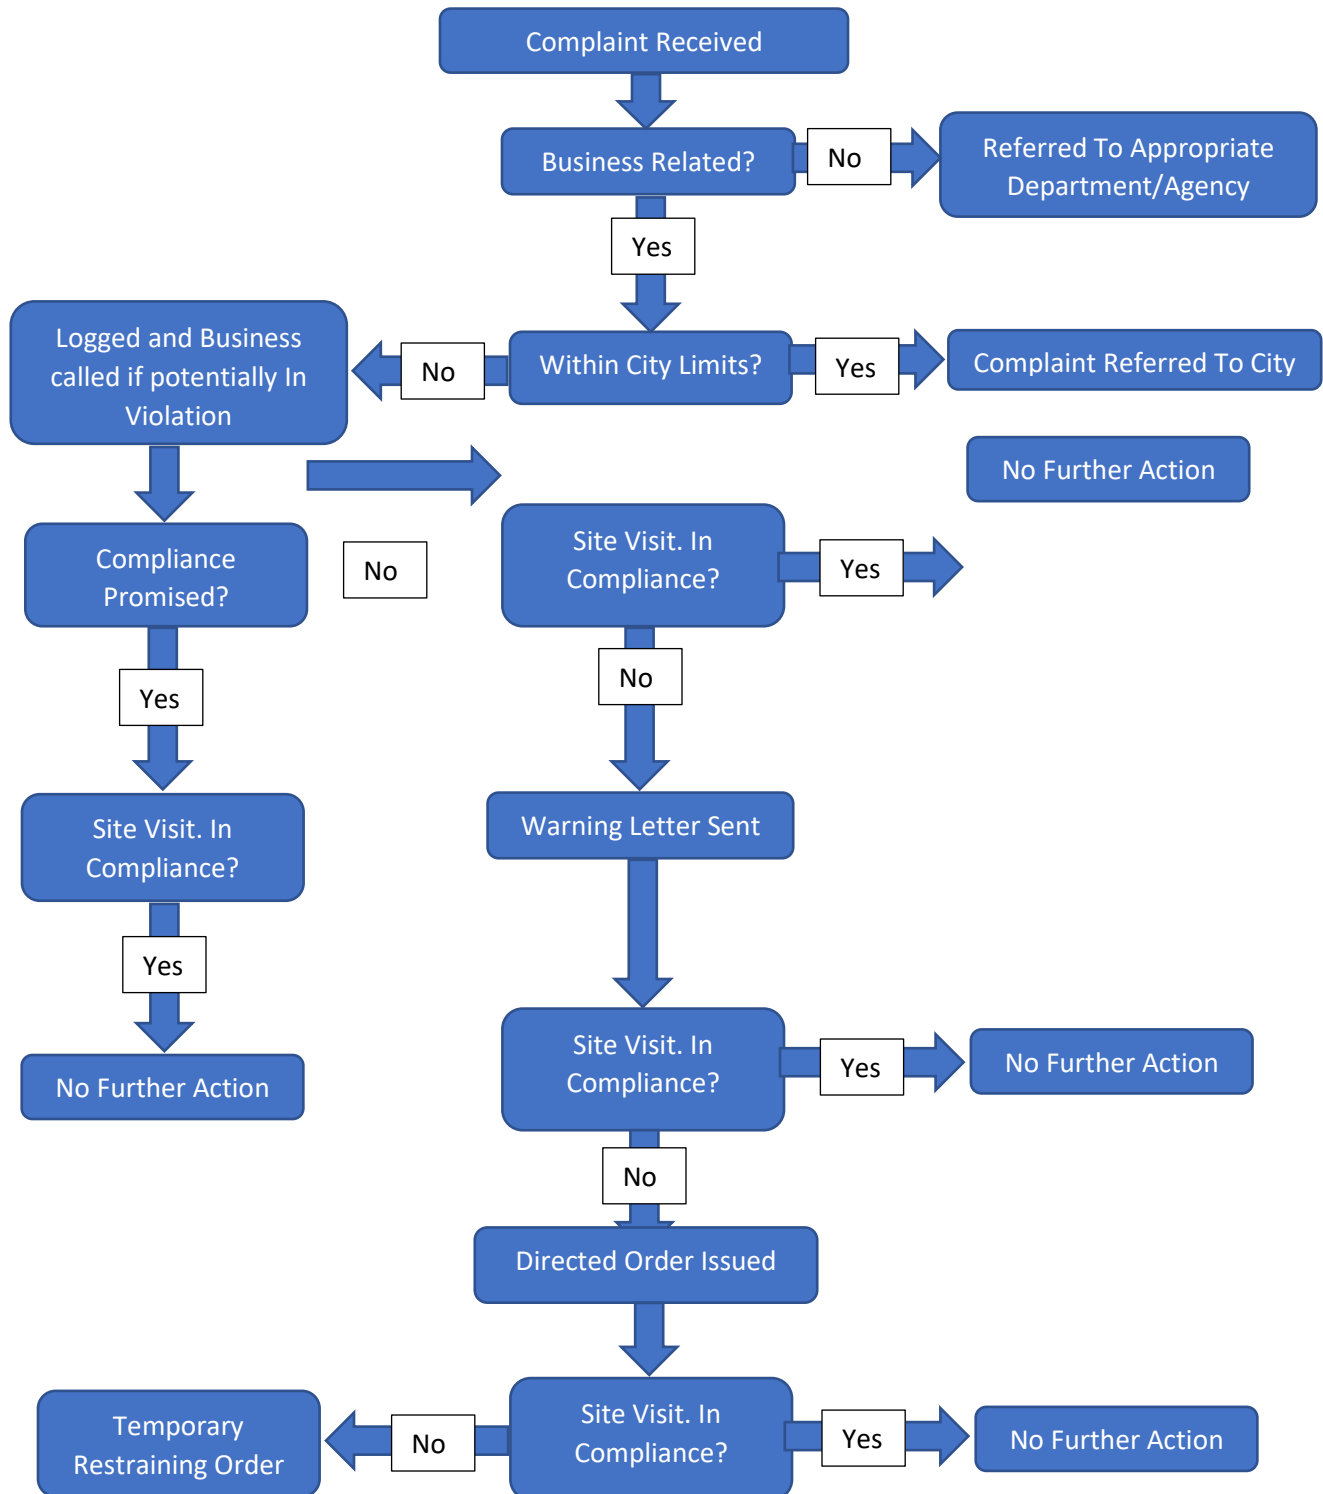 Complaint Received
Business Related?
No
Referred To Appropriate
Department/Agency
Yes
Logged and Business
called if potentially In
Violation
No
Within City Limits?
Yes
Complaint Referred To City
No Further Action
Compliance
Promised?
No
Site Visit. In
Compliance?
Yes
Yes
No
Site Visit. In
Compliance?
Warning Letter Sent
Yes
No Further Action
Site Visit. In
Compliance?
Yes
No Further Action
No
Directed Order Issued
Temporary
Restraining Order
No
Site Visit. In
Compliance?
Yes
No Further Action